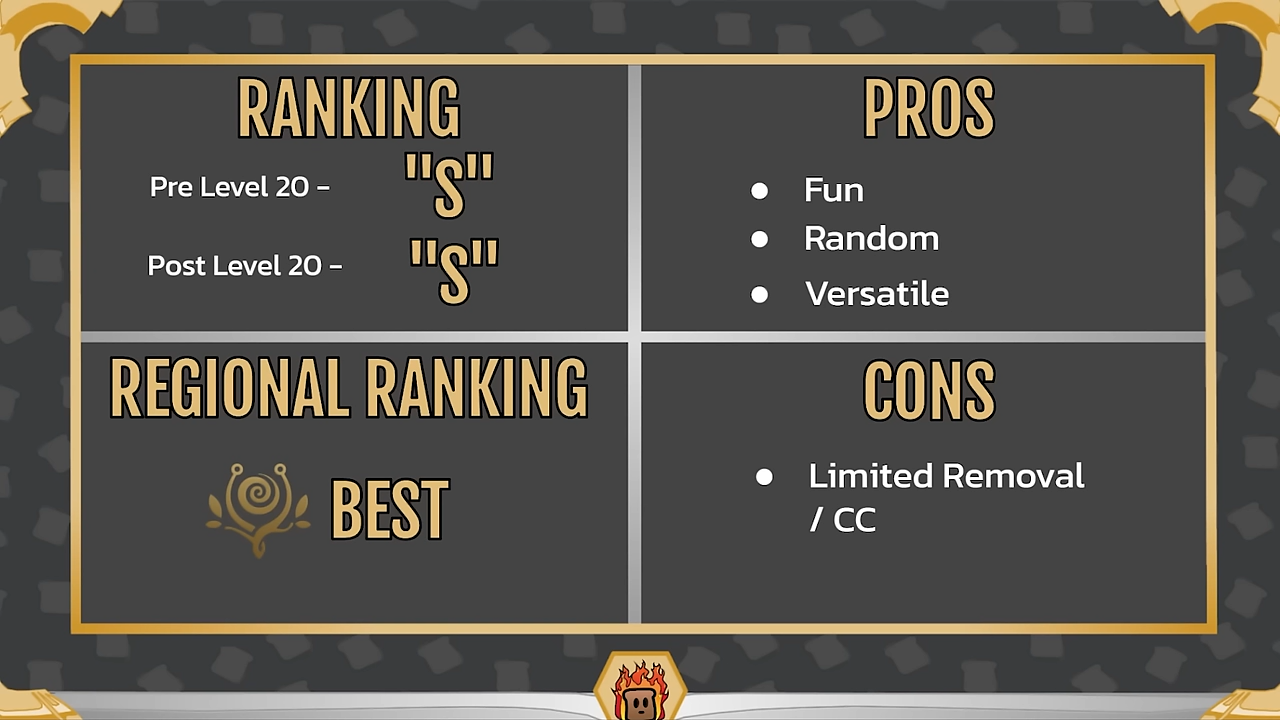 RANKING
Pre Level 20 - "S"
Post Level 20 - "S"
PROS
• Fun
• Random
• Versatile
REGIONAL RANKING
BEST
CONS
• Limited Removal
/ CC